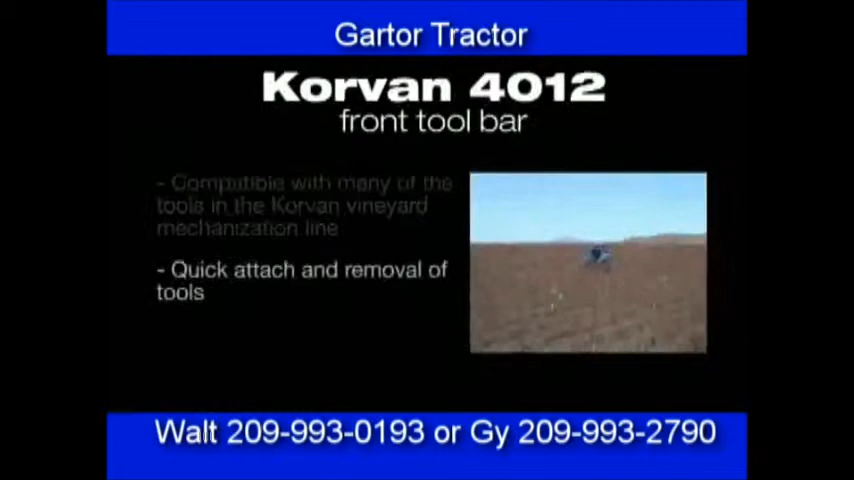 Gartor Tractor
Korvan 4012
front tool bar
- Compatible with many of the
tools in the Korvan vineyard
mechanization line
- Quick attach and removal of
tools
Walt 209-993-0193 or Gy 209-993-2790